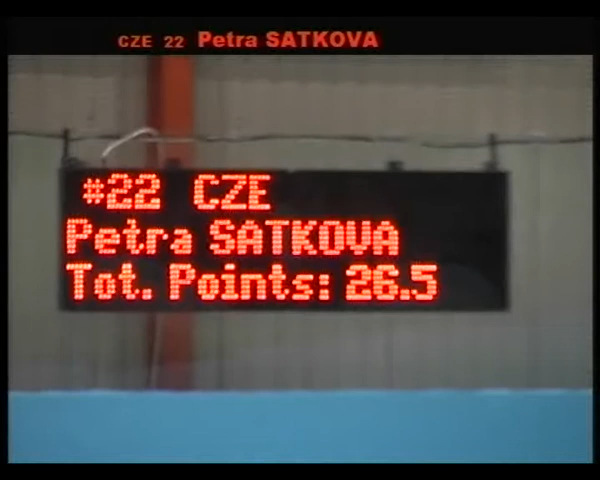 CZE 22 Petra SATKOVA
#22 CZE
Petra SATKOVA
Tot. Points: 26.5